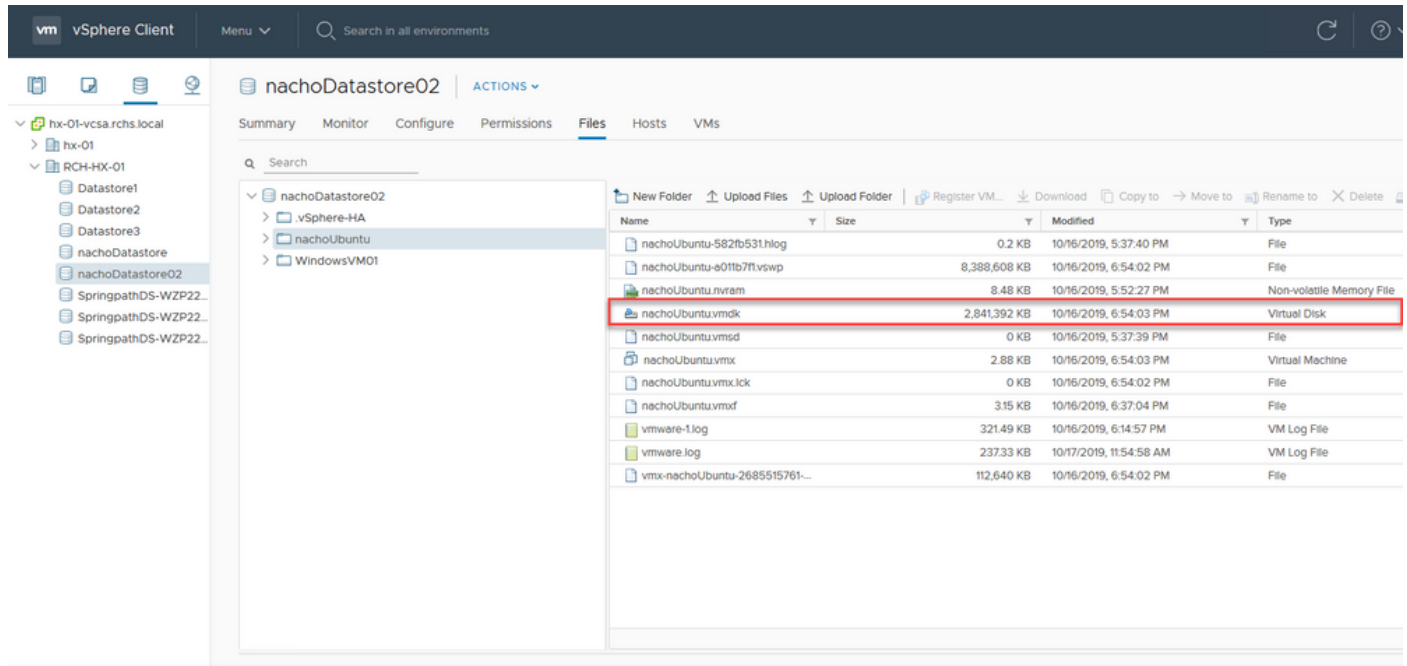 vm vSphere Client Menu Search in all environments
nachoDatastore02 ACTIONS
hx-01-vcsa.rchs.local
hx-01
RCH-HX-01
Datastore1
Datastore2
Datastore3
nachoDatastore
nachoDatastore02
SpringpathDS-WZP22...
SpringpathDS-WZP22...
SpringpathDS-WZP22...
Summary Monitor Configure Permissions Files Hosts VMs
Search
nachoDatastore02
.vSphere-HA
nachoUbuntu
WindowsVM01
New Folder Upload Files Upload Folder Register VM... Download Copy to Move to Rename to Delete
Name Size Modified Type
nachoUbuntu-582fb531.hlog 0.2 KB 10/16/2019, 5:37:40 PM File
nachoUbuntu-a011b7f1.vswp 8,388,608 KB 10/16/2019, 6:54:02 PM File
nachoUbuntu.nvram 8.48 KB 10/16/2019, 5:52:27 PM Non-volatile Memory File
nachoUbuntu.vmdk 2,841,392 KB 10/16/2019, 6:54:03 PM Virtual Disk
nachoUbuntu.vmsd 0 KB 10/16/2019, 5:37:39 PM File
nachoUbuntu.vmx 2.88 KB 10/16/2019, 6:54:03 PM Virtual Machine
nachoUbuntu.vmx.lck 0 KB 10/16/2019, 6:54:02 PM File
nachoUbuntu.vmxf 3.15 KB 10/16/2019, 6:37:04 PM File
vmware-1.log 321.49 KB 10/16/2019, 6:14:57 PM VM Log File
vmware.log 237.33 KB 10/17/2019, 11:54:58 AM VM Log File
vmx-nachoUbuntu-2685515761-... 112,640 KB 10/16/2019, 6:54:02 PM File